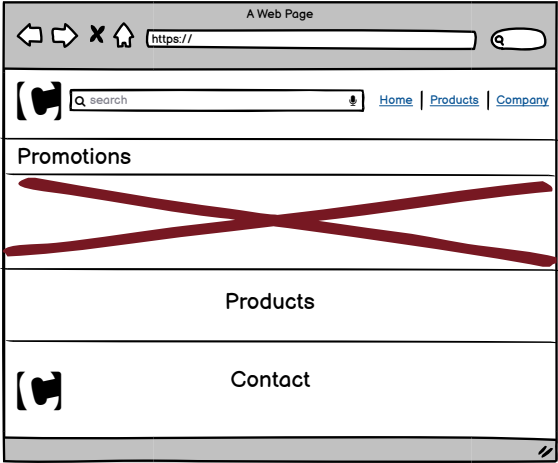 A Web Page
https://
search
Home Products Company
Promotions
Products
Contact